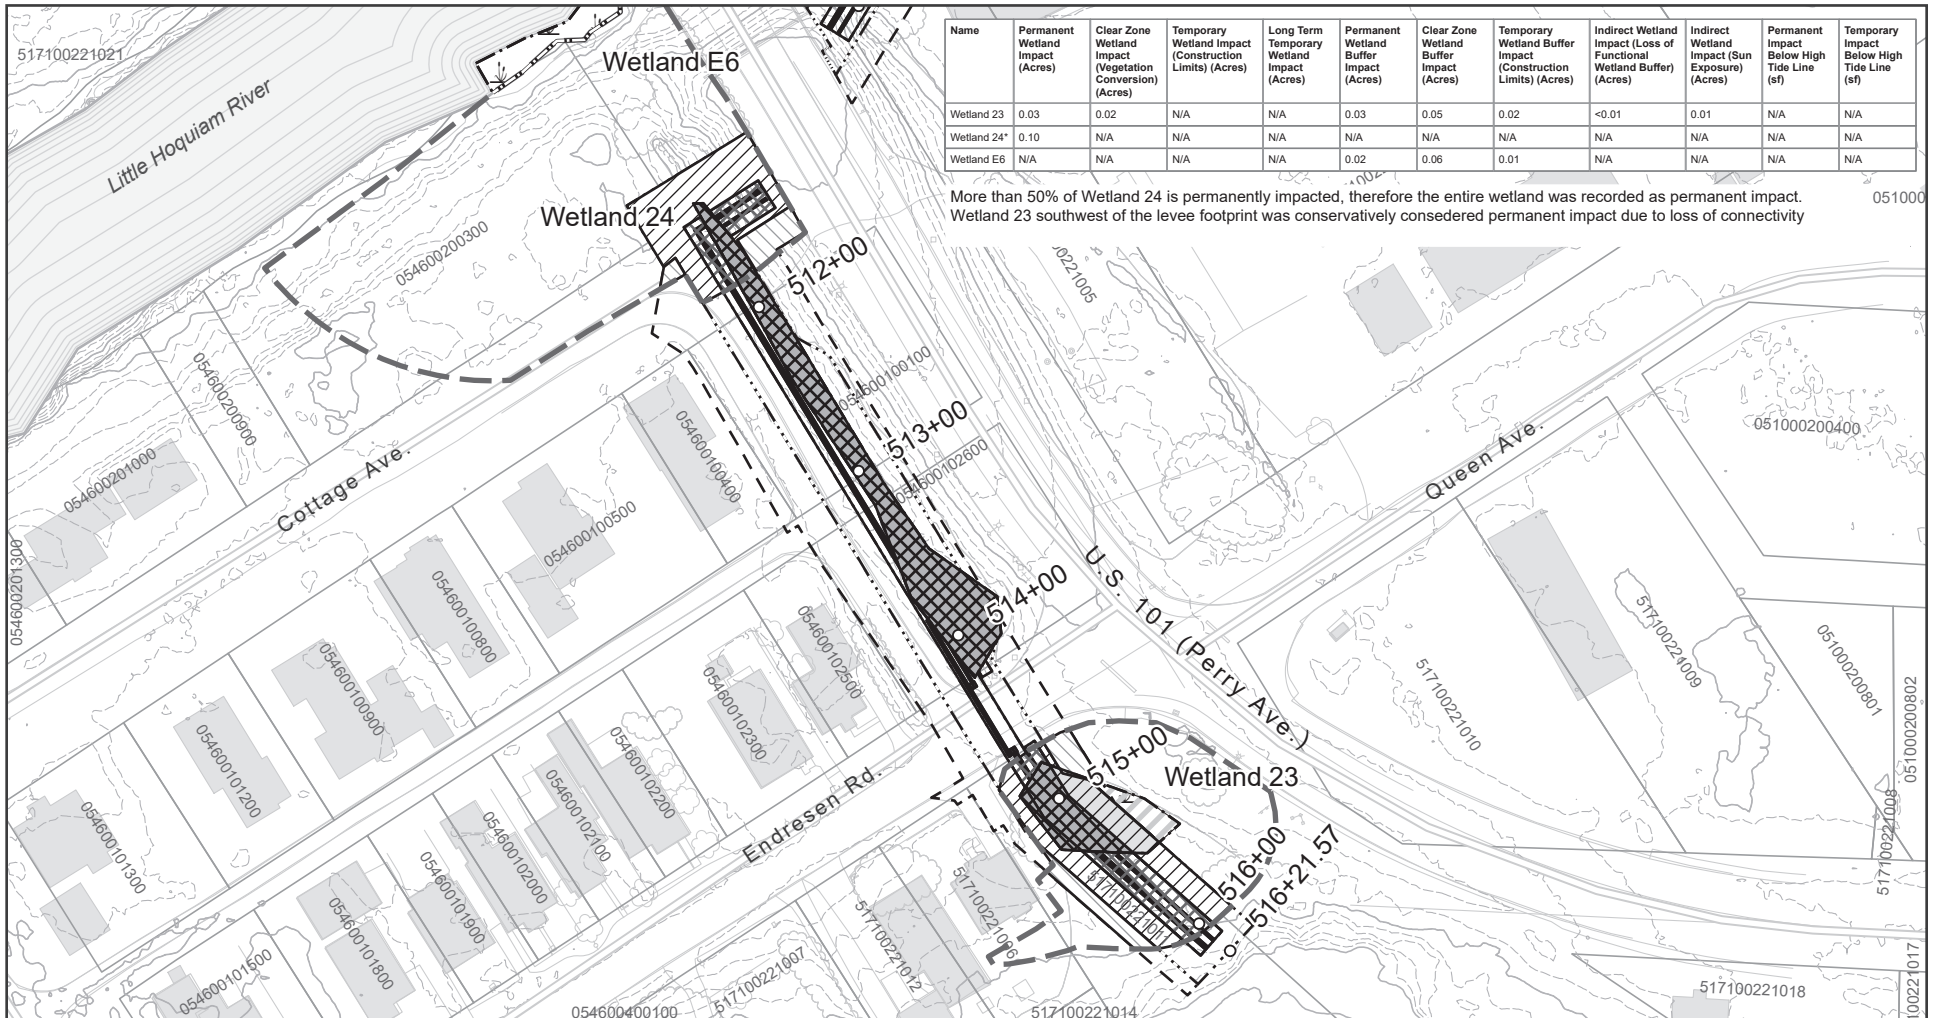 Name
Permanent Wetland Impact (Acres)
Clear Zone Wetland Impact (Vegetation Conversion) (Acres)
Temporary Wetland Impact (Construction Limits) (Acres)
Long Term Temporary Wetland Impact (Acres)
Permanent Wetland Buffer Impact (Acres)
Clear Zone Wetland Buffer Impact (Acres)
Temporary Wetland Buffer Impact (Construction Limits) (Acres)
Indirect Wetland Impact (Loss of Functional Wetland Buffer) (Acres)
Indirect Wetland Impact (Sun Exposure) (Acres)
Permanent Impact Below High Tide Line (sf)
Temporary Impact Below High Tide Line (sf)
Wetland 23 0.03 0.02 N/A N/A 0.03 0.05 0.02 <0.01 0.01 N/A N/A
Wetland 24* 0.10 N/A N/A N/A N/A N/A N/A N/A N/A N/A N/A
Wetland E6 N/A N/A N/A N/A 0.02 0.06 0.01 N/A N/A N/A N/A
More than 50% of Wetland 24 is permanently impacted, therefore the entire wetland was recorded as permanent impact.
Wetland 23 southwest of the levee footprint was conservatively consedered permanent impact due to loss of connectivity
517100221021
Little Hoquiam River
Wetland E6
Wetland 24
054600200300
512+00
054600100100
513+00
054600102600
514+00
515+00
Wetland 23
516+00
516+21.57
U.S. 101 (Perry Ave.)
Queen Ave.
Cottage Ave.
Endresen Rd.
054600200900
054600201000
054600201300
054600100400
054600100500
054600100800
054600100900
054600101200
054600101300
054600102500
054600102300
054600102200
054600102100
054600102000
054600101900
054600101800
054600101500
517100221007
517100221012
517100221006
517100221011
054600400100
517100221014
517100221018
517100221008
517100221009
517100221010
051000200400
051000200801
051000200802
051000